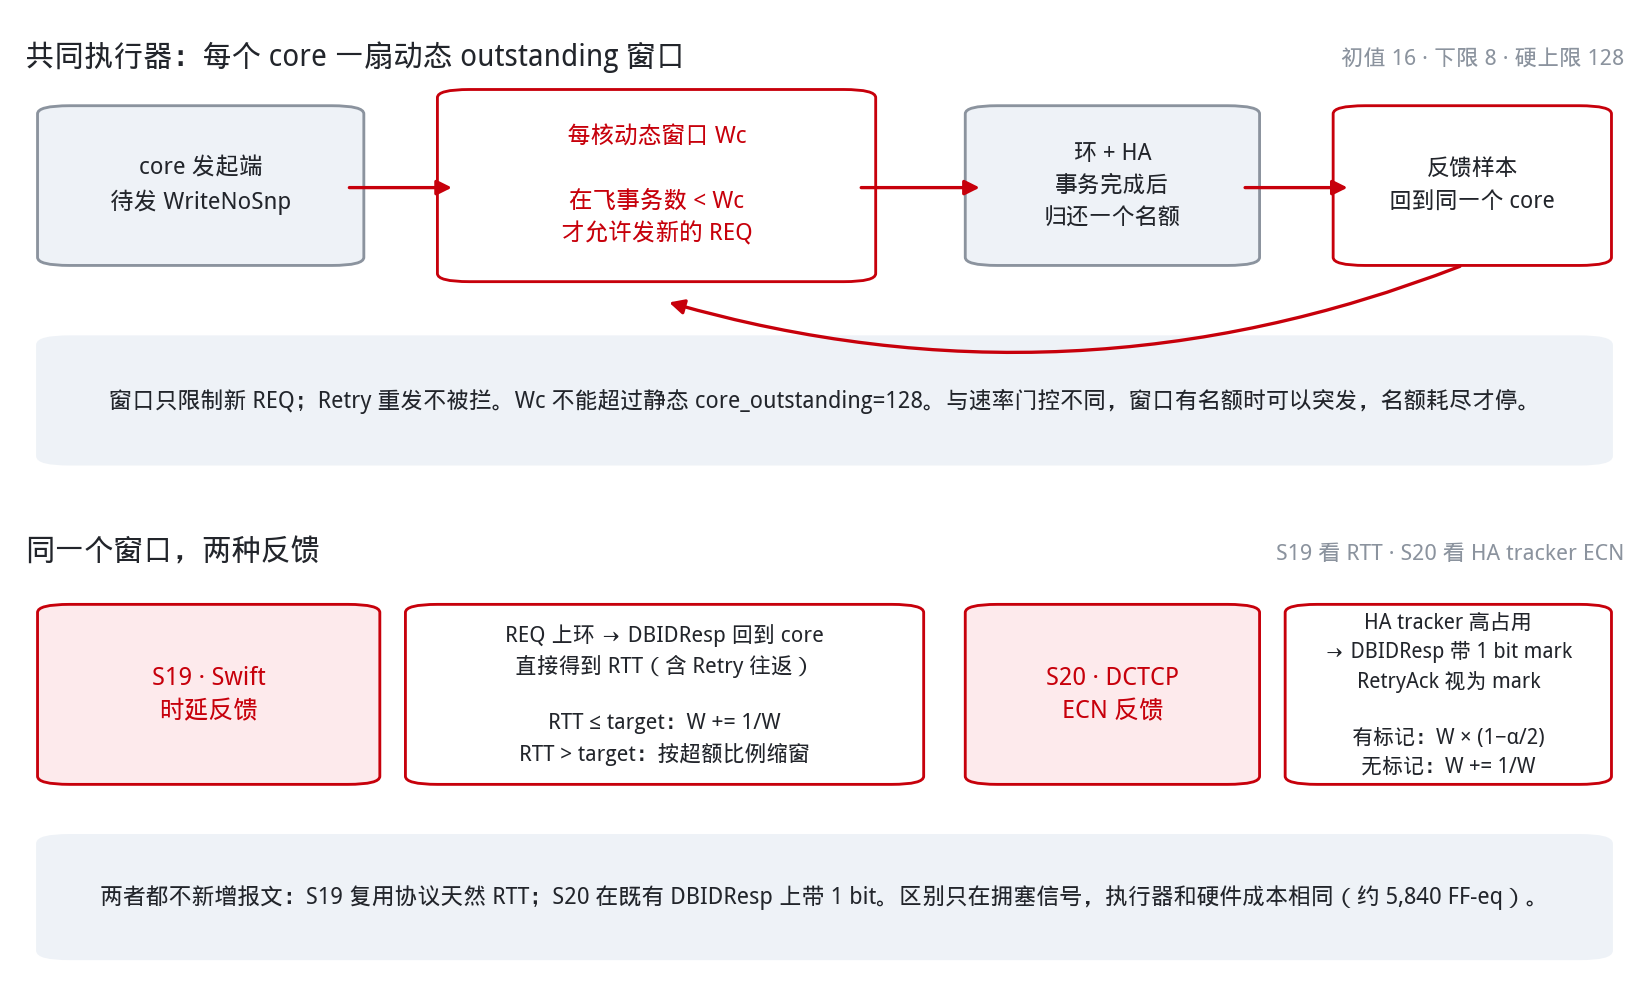 共同执行器：每个 core 一扇动态 outstanding 窗口
初值 16 · 下限 8 · 硬上限 128
core 发起端
待发 WriteNoSnp
每核动态窗口 Wc
在飞事务数 < Wc
才允许发新的 REQ
环 + HA
事务完成后
归还一个名额
反馈样本
回到同一个 core
窗口只限制新 REQ；Retry 重发不被拦。Wc 不能超过静态 core_outstanding=128。与速率门控不同，窗口有名额时可以突发，名额耗尽才停。
同一个窗口，两种反馈
S19 看 RTT · S20 看 HA tracker ECN
S19 · Swift
时延反馈
REQ 上环 → DBIDResp 回到 core
直接得到 RTT（含 Retry 往返）
RTT ≤ target：W += 1/W
RTT > target：按超额比例缩窗
S20 · DCTCP
ECN 反馈
HA tracker 高占用
→ DBIDResp 带 1 bit mark
RetryAck 视为 mark
有标记：W × (1−α/2)
无标记：W += 1/W
两者都不新增报文：S19 复用协议天然 RTT；S20 在既有 DBIDResp 上带 1 bit。区别只在拥塞信号，执行器和硬件成本相同（约 5,840 FF-eq）。